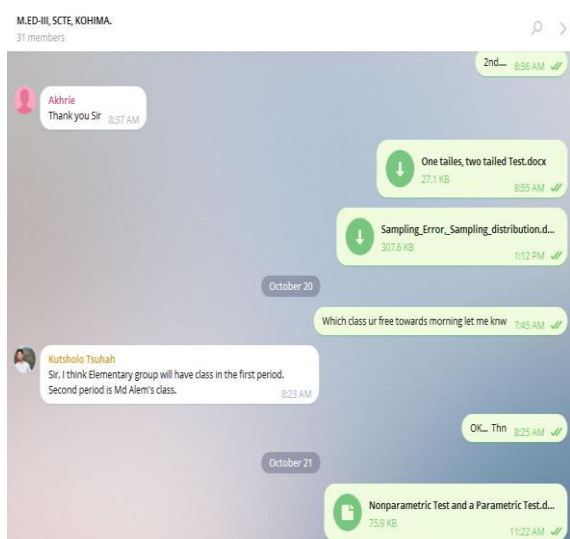 M.ED-III, SCTE, KOHIMA.
31 members
2nd.... 8:36 AM
Akhrie
Thank you Sir 8:37 AM
One tailes, two tailed Test.docx
27.1 KB
8:55 AM
Sampling_Error,_Sampling_distribution.d...
307.6 KB
1:12 PM
October 20
Which class ur free towards morning let me knw 7:45 AM
Kutsholo Tsuhah
Sir, I think Elementary group will have class in the first period.
Second period is Md Alem's class. 8:23 AM
OK... Thn 8:25 AM
October 21
Nonparametric Test and a Parametric Test.d...
75.9 KB
11:22 AM